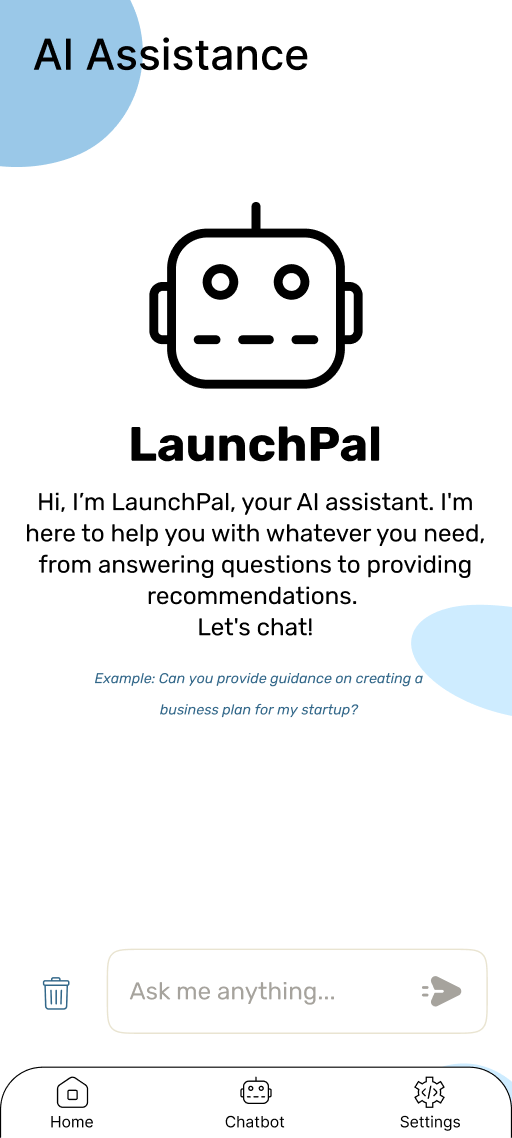 AI Assistance
LaunchPal
Hi, I’m LaunchPal, your AI assistant. I'm
here to help you with whatever you need,
from answering questions to providing
recommendations.
Let's chat!
Example: Can you provide guidance on creating a
business plan for my startup?
Ask me anything...
Home
Chatbot
Settings